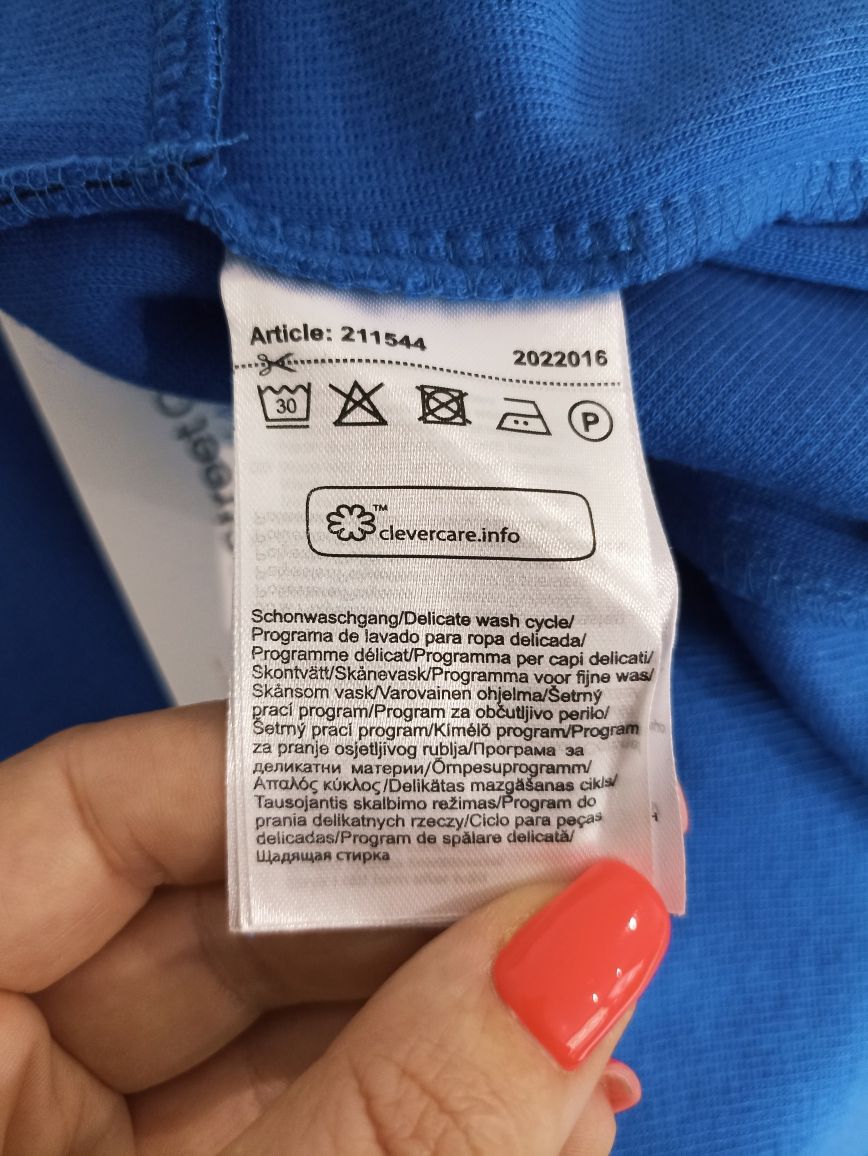 Article: 211544
2022016
30
P
™
clevercare.info
Schonwaschgang/Delicate wash cycle/
Programa de lavado para ropa delicada/
Programme délicat/Programma per capi delicati/
Skontvätt/Skånevask/Programma voor fijne was/
Skånsom vask/Varovainen ohjelma/Šetrný
prací program/Program za občutljivo perilo/
Šetrný prací program/Kímélő program/Program
za pranje osjetljivog rublja/Програма за
деликатни материи/Õmpesuprogramm/
Απαλός κύκλος/Delikātas mazgāšanas cikls/
Tausojantis skalbimo režimas/Program do
prania delikatnych rzeczy/Ciclo para peças
delicadas/Program de spălare delicată/
Щадящая стирка